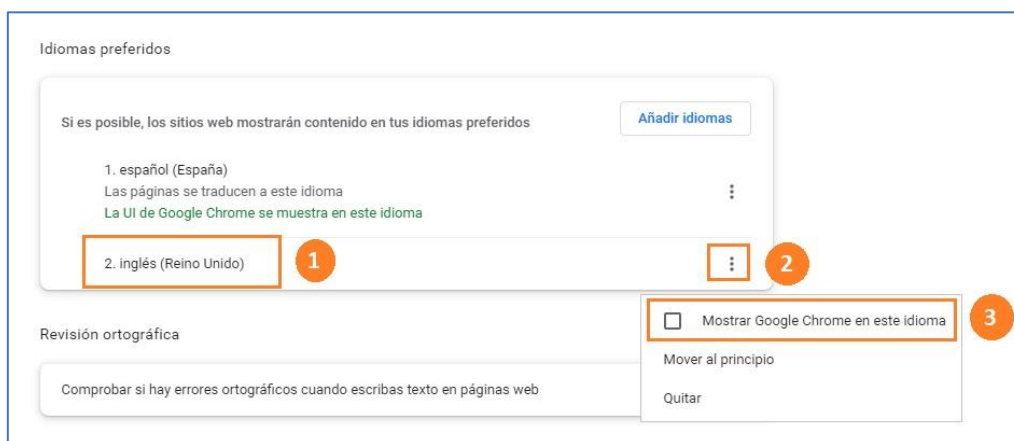 Idiomas preferidos
Si es posible, los sitios web mostrarán contenido en tus idiomas preferidos
Añadir idiomas
1. español (España)
Las páginas se traducen a este idioma
La UI de Google Chrome se muestra en este idioma
2. inglés (Reino Unido)
1
2
Mostrar Google Chrome en este idioma
3
Revisión ortográfica
Mover al principio
Comprobar si hay errores ortográficos cuando escribas texto en páginas web
Quitar